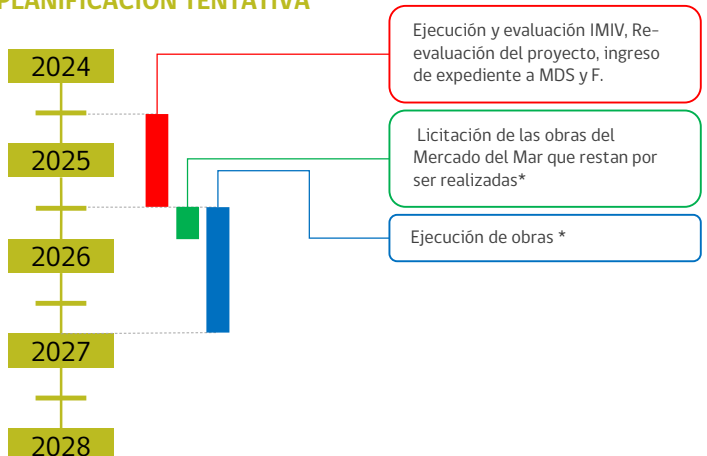 PLANIFICACIÓN TENTATIVA
2024
2025
2026
2027
2028
Ejecución y evaluación IMIV, Re-
evaluación del proyecto, ingreso
de expediente a MDS y F.
Licitación de las obras del
Mercado del Mar que restan por
ser realizadas*
Ejecución de obras *